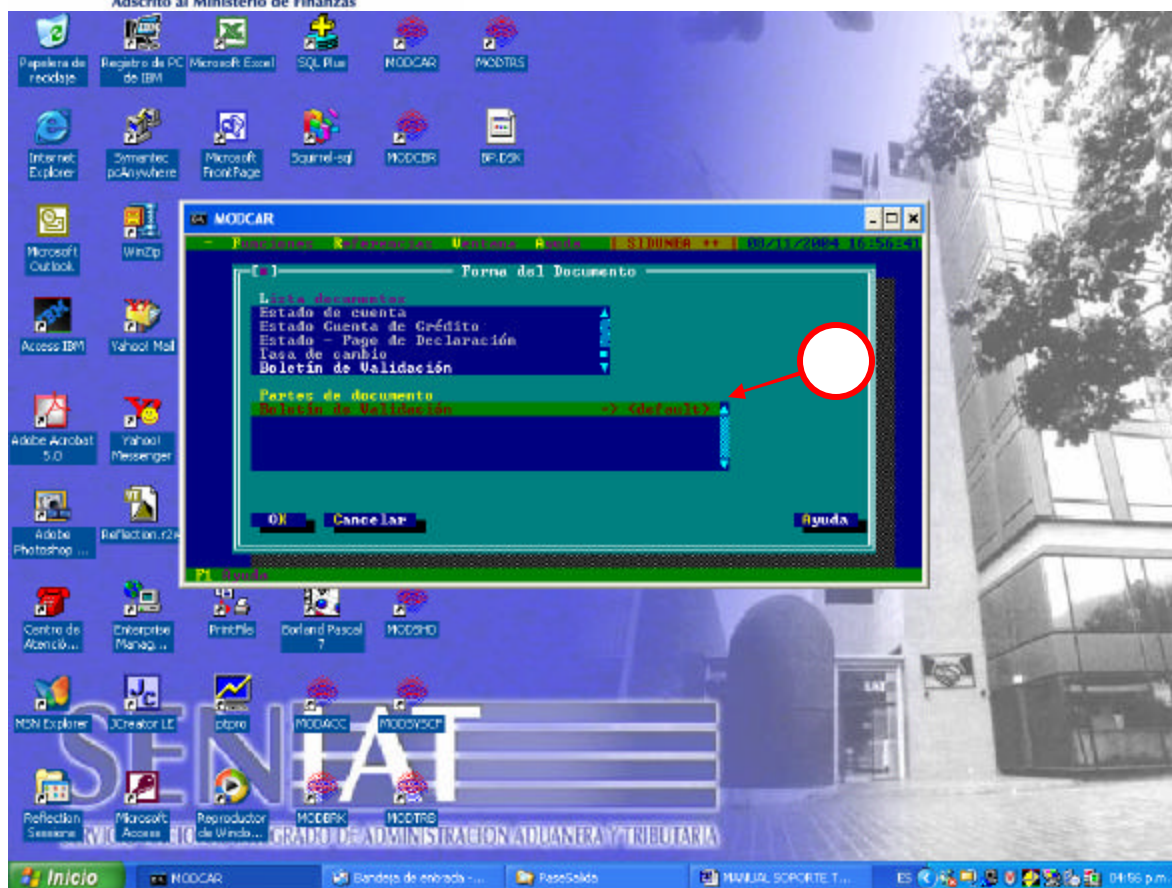 Adscrito al Ministerio de Finanzas
Papelera de reciclaje
Registro de PC de IBM
Microsoft Excel
SQL Plus
MODCAR
MODTRS
Internet Explorer
Symantec pcAnywhere
Microsoft FrontPage
Squirrel-sql
MODCBR
BP.DSK
Microsoft Outlook
WinZip
MODCAR
- Funciones Referencias Ventana Ayuda | SIDUNEA ++ | 08/11/2004 16:56:41
Forma del Documento
Lista documentos
Estado de cuenta
Estado Cuenta de Crédito
Estado - Pago de Declaración
Tasa de cambio
Boletín de Validación
Partes de documento
Boletín de Validación -> <default>
OK Cancelar Ayuda
F1 Ayuda
Access IBM
Yahoo! Mail
Adobe Acrobat 5.0
Yahoo! Messenger
Adobe Photoshop ...
Reflection.r2w
Centro de Atenció...
Enterprise Manag...
PrintFile
Borland Pascal 7
MODSHD
MSN Explorer
JCreator LE
ptpro
MODACC
MODSYSCF
SENIAT
Reflection Sessions
Microsoft Access
Reproductor de Windo...
MODBRK
MODTRB
GRADO DE ADMINISTRACION ADUANERA Y TRIBUTARIA
Inicio
MODCAR
Bandeja de entrada -...
PaseSalida
MANUAL SOPORTE T...
ES
04:56 p.m.